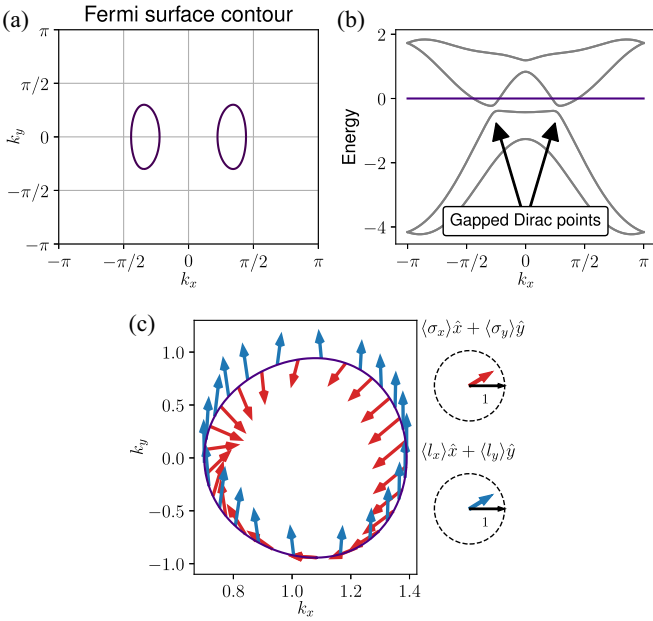 (a) Fermi surface contour
π
π/2
0
−π/2
−π
k_y
−π −π/2 0 π/2 π
k_x
(b)
2
0
−2
−4
Energy
Gapped Dirac points
−π −π/2 0 π/2 π
k_x
(c)
1.0
0.5
0.0
−0.5
−1.0
k_y
0.8 1.0 1.2 1.4
k_x
⟨σ_x⟩x̂ + ⟨σ_y⟩ŷ
1
⟨l_x⟩x̂ + ⟨l_y⟩ŷ
1